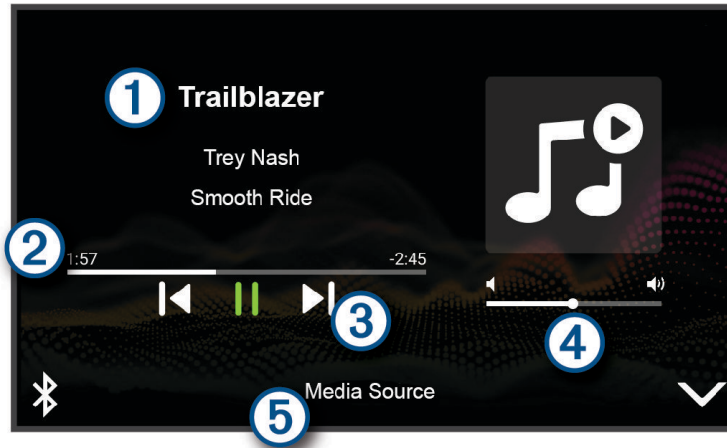 1
Trailblazer
Trey Nash
Smooth Ride
2
1:57
-2:45
3
4
5
Media Source